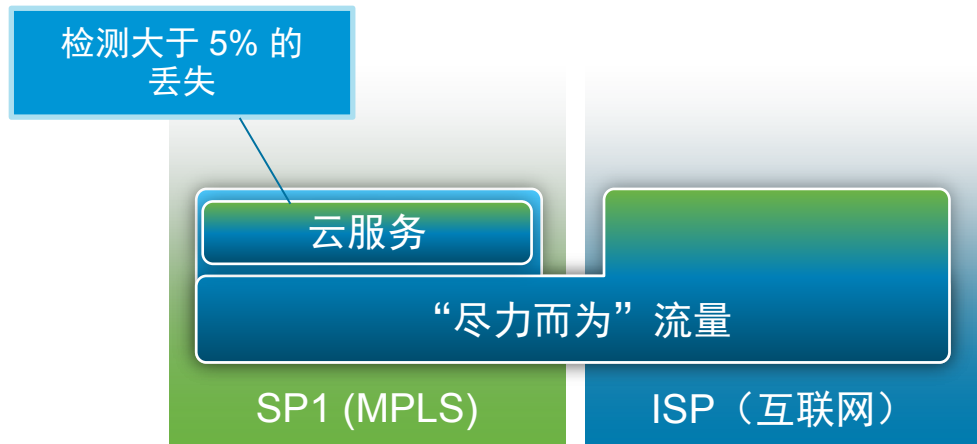 检测大于 5% 的
丢失
云服务
“尽力而为”流量
SP1 (MPLS)
ISP（互联网）